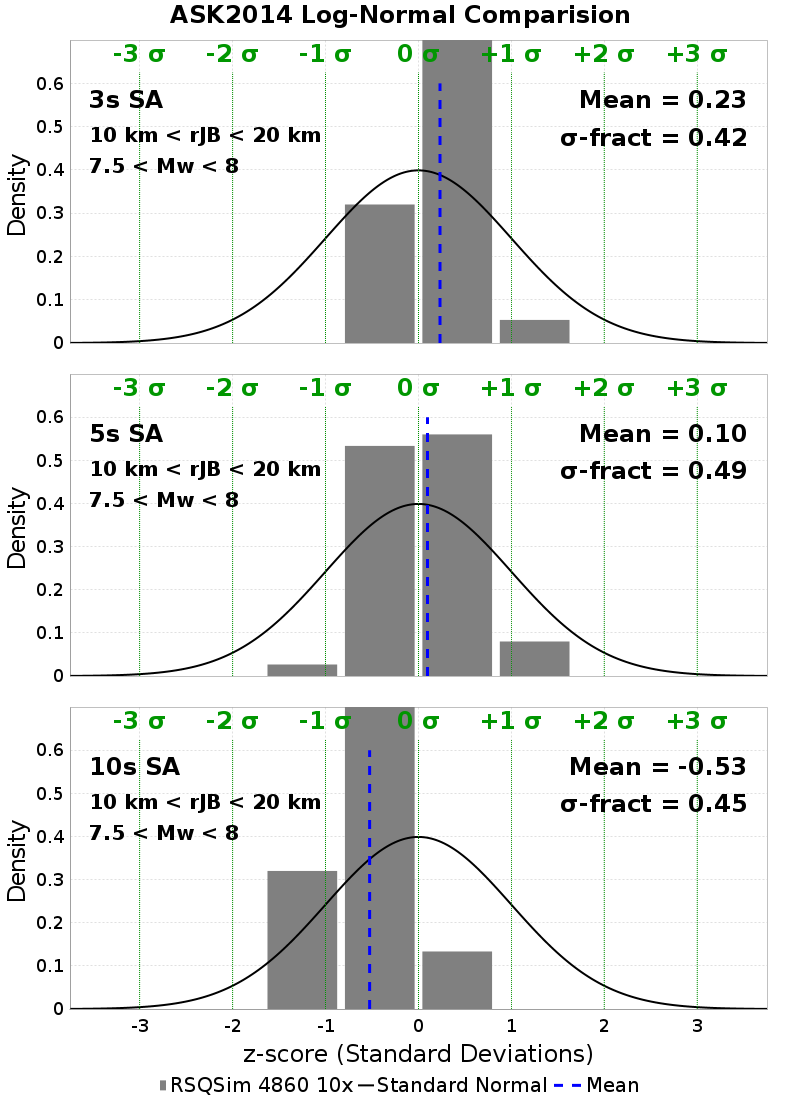 ASK2014 Log-Normal Comparision
-3 σ -2 σ -1 σ 0 σ +1 σ +2 σ +3 σ
3s SA
10 km < rJB < 20 km
7.5 < Mw < 8
Mean = 0.23
σ-fract = 0.42
Density
0.6
0.5
0.4
0.3
0.2
0.1
0
-3 σ -2 σ -1 σ 0 σ +1 σ +2 σ +3 σ
5s SA
10 km < rJB < 20 km
7.5 < Mw < 8
Mean = 0.10
σ-fract = 0.49
Density
0.6
0.5
0.4
0.3
0.2
0.1
0
-3 σ -2 σ -1 σ 0 σ +1 σ +2 σ +3 σ
10s SA
10 km < rJB < 20 km
7.5 < Mw < 8
Mean = -0.53
σ-fract = 0.45
Density
0.6
0.5
0.4
0.3
0.2
0.1
0
-3 -2 -1 0 1 2 3
z-score (Standard Deviations)
RSQSim 4860 10x Standard Normal Mean